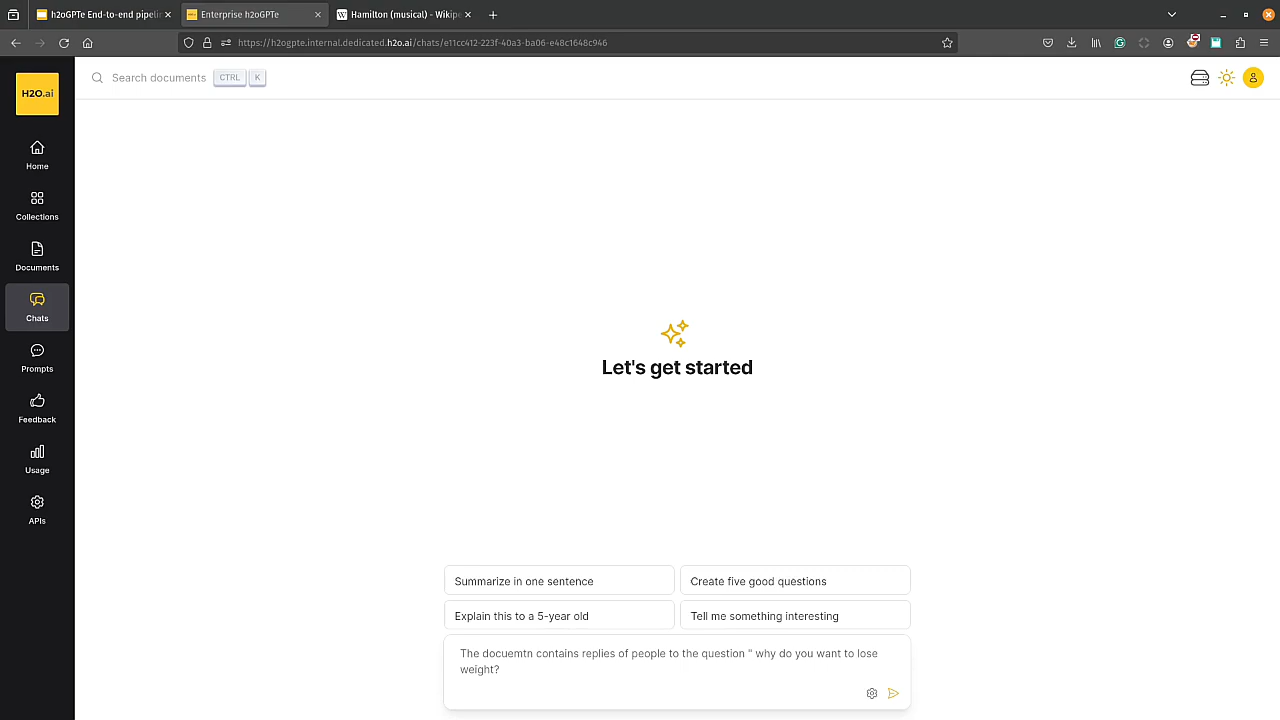 h2oGPTe End-to-end pipelin
Enterprise h2oGPTe
Hamilton (musical) - Wikipe
https://h2ogpte.internal.dedicated.h2o.ai/chats/e11cc412-223f-40a3-ba06-e48c1648c946
H2O.ai
Search documents CTRL K
Home
Collections
Documents
Chats
Prompts
Feedback
Usage
APIs
Let's get started
Summarize in one sentence
Create five good questions
Explain this to a 5-year old
Tell me something interesting
The docuemtn contains replies of people to the question " why do you want to lose
weight?